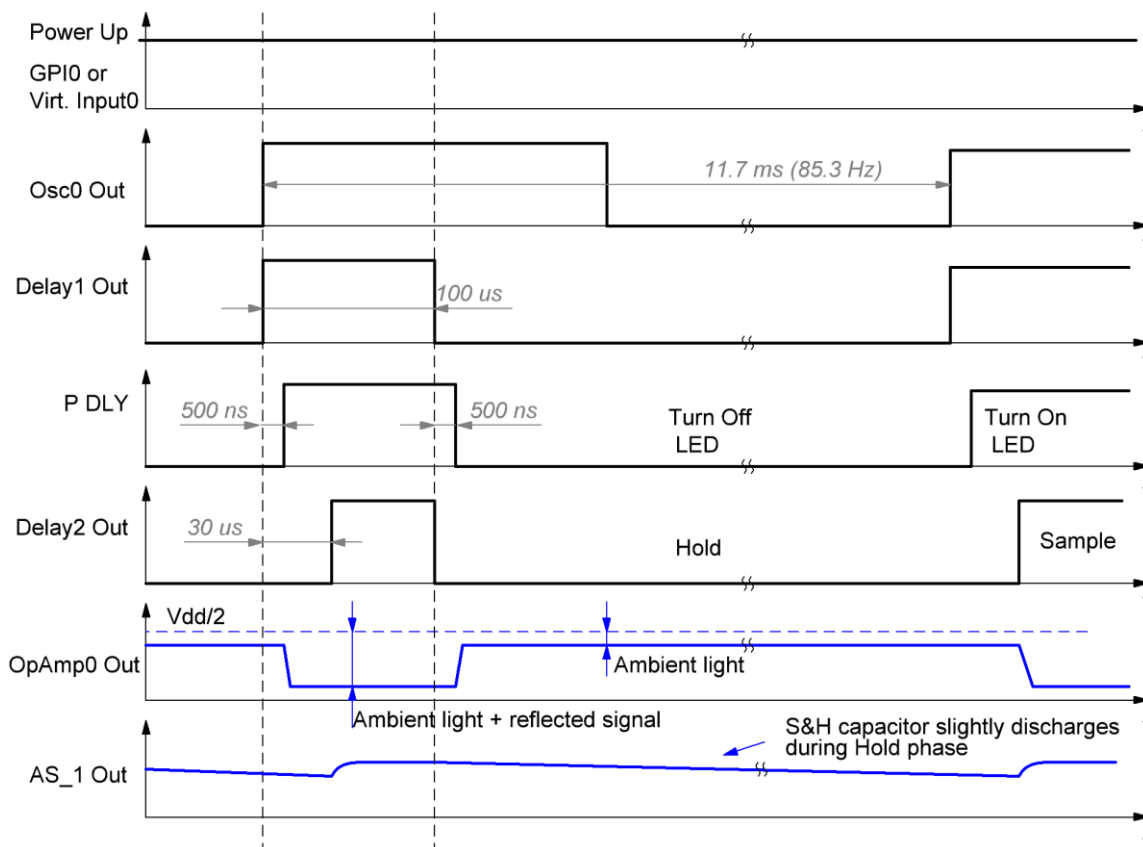 Power Up
GPI0 or
Virt. Input0
Osc0 Out
11.7 ms (85.3 Hz)
Delay1 Out
100 us
P DLY
500 ns
500 ns
Turn Off
LED
Turn On
LED
Delay2 Out
30 us
Hold
Sample
Vdd/2
OpAmp0 Out
Ambient light
Ambient light + reflected signal
S&H capacitor slightly discharges
during Hold phase
AS_1 Out